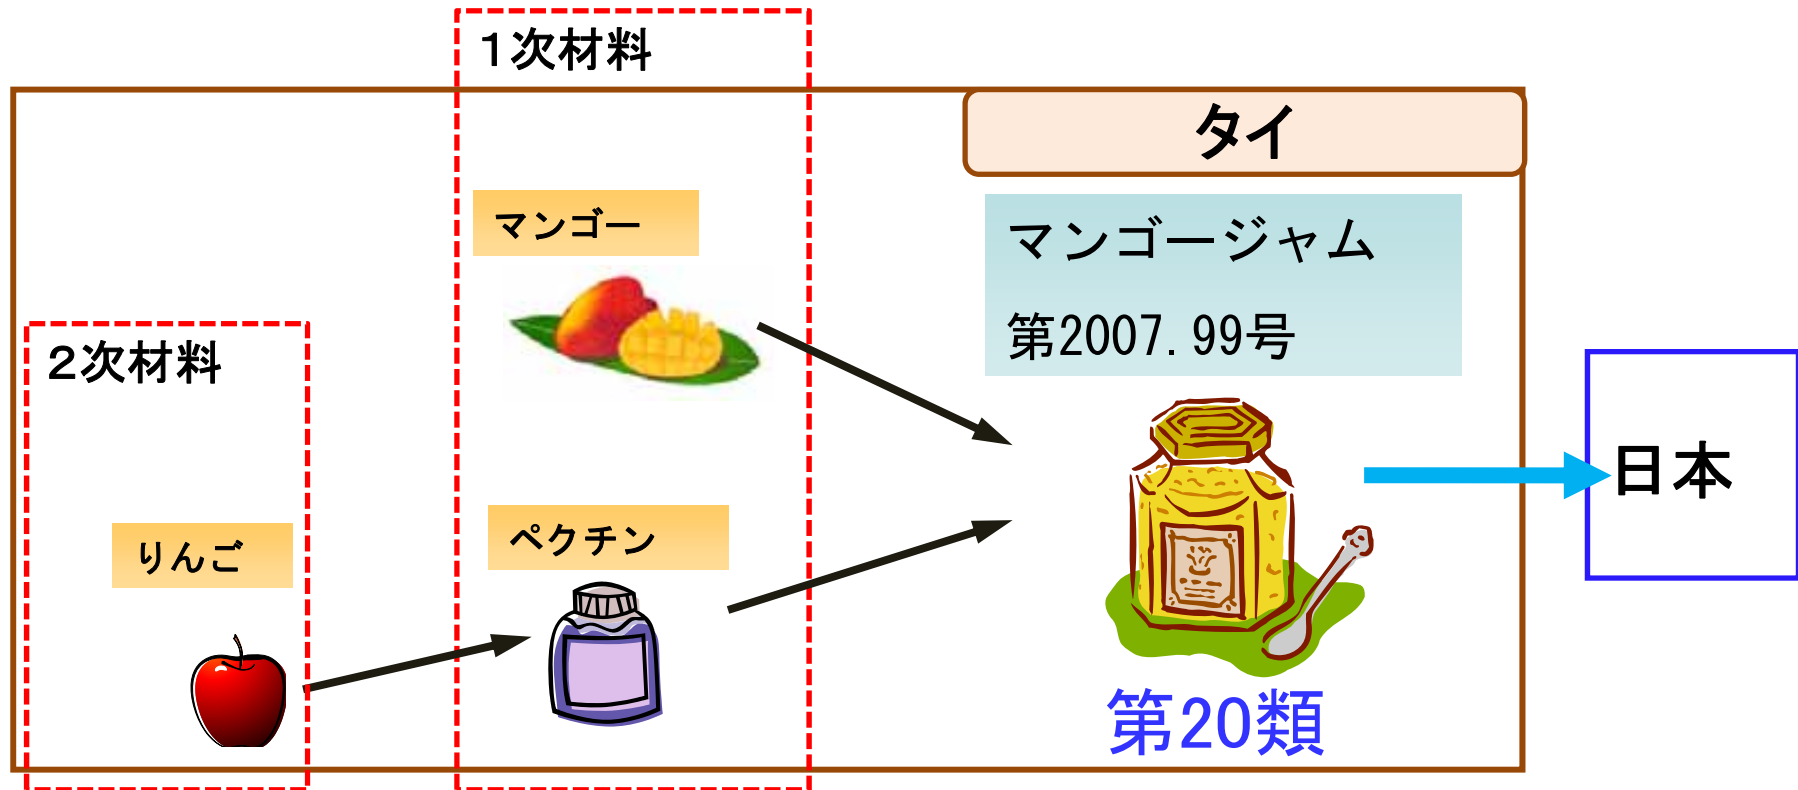 １次材料
タイ
マンゴー
マンゴージャム
第2007.99号
２次材料
日本
りんご
ペクチン
第20類